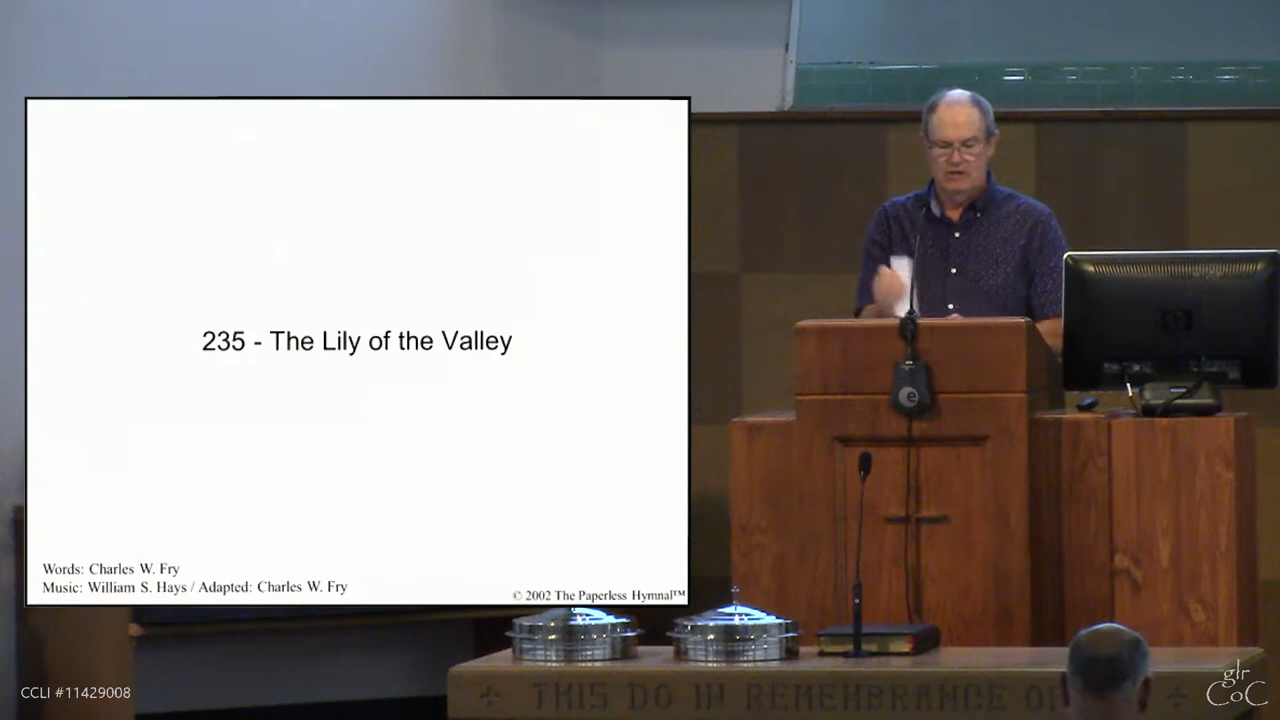 235 - The Lily of the Valley
Words: Charles W. Fry
Music: William S. Hays / Adapted: Charles W. Fry
© 2002 The Paperless Hymnal™
e
THIS DO IN REMEMBRANCE OF
CCLI #11429008
glr
CoC